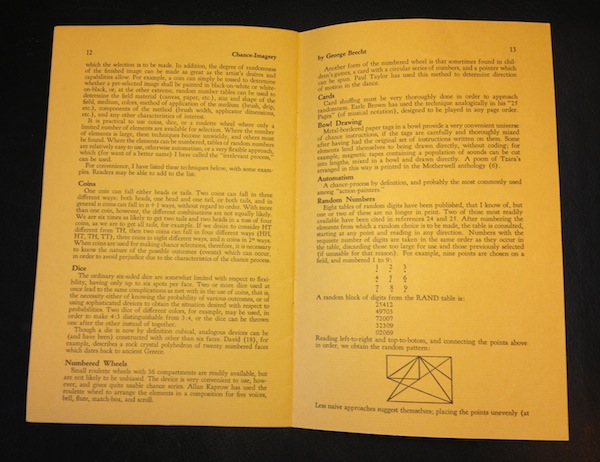 12
Chance-Imagery
which the selection is to be made. In addition, the degree of randomness
of the finished image can be made as great as the artist's desires and
capabilities allow. For example, a coin can simply be tossed to determine
whether a pre-selected image shall be painted in black-on-white or white-
on-black, or, at the other extreme, random number tables can be used to
determine the field material (canvas, paper, etc.), size and shape of the
field, medium, colors, method of application of the medium (brush, drip,
etc.), components of the method (brush width, applicator dimensions,
etc.), and any other characteristics of interest.
It is practical to use coins, dice, or a roulette wheel where only a
limited number of elements are available for selection. Where the number
of elements is large, these techniques become unwieldy, and others must
be found. Where the elements can be numbered, tables of random numbers
are relatively easy to use, otherwise automatism, or a very flexible approach,
which (for want of a better name) I have called the "irrelevant process,"
can be used.
For convenience, I have listed these techniques below, with some exam-
ples. Readers may be able to add to the list.
Coins
One coin can fall either heads or tails. Two coins can fall in three
different ways: both heads, one head and one tail, or both tails, and in
general n coins can fall in n + 1 ways, without regard to order. With more
than one coin, however, the different combinations are not equally likely.
We are six times as likely to get two tails and two heads in a toss of four
coins, as we are to get all tails, for example. If we desire to consider HT
different from TH, then two coins can fall in four different ways (HH,
HT, TH, TT), three coins in eight different ways, and n coins in 2ⁿ ways.
When coins are used for making chance selections, therefore, it is necessary
to know the nature of the possible outcomes (events) which can occur,
in order to avoid prejudice due to characteristics of the chance process.
Dice
The ordinary six-sided dice are somewhat limited with respect to flexi-
bility, having only up to six spots per face. Two or more dice used at
once lead to the same complications as met with in the use of coins, that is,
the necessity either of knowing the probability of various outcomes, or of
using sophisticated devices to obtain the situation desired with respect to
probabilities. Two dice of different colors, for example, may be used, in
order to make 4:3 distinguishable from 3:4, or the dice can be thrown
one after the other instead of together.
Though a die is now by definition cubical, analogous devices can be
(and have been) constructed with other than six faces. David (18), for
example, describes a rock crystal polyhedron of twenty numbered faces
which dates back to ancient Greece.
Numbered Wheels
Small roulette wheels with 36 compartments are readily available, but
are not likely to be unbiased. The device is very convenient to use, how-
ever, and gives quite usable chance series. Allan Kaprow has used the
roulette wheel to arrange the elements in a composition for five voices,
bell, flute, match-box, and scroll.
by George Brecht
13
Another form of the numbered wheel is that sometimes found in chil-
dren's games, a card with a circular series of numbers, and a pointer which
can be spun. Paul Taylor has used this method to determine direction
of motion in the dance.
Cards
Card shuffling must be very thoroughly done in order to approach
randomness. Earle Brown has used the technique analogically in his "25
Pages" (of musical notation), designed to be played in any page order.
Bowl Drawing
Metal-bordered paper tags in a bowl provide a very convenient universe
of chance instructions, if the tags are carefully and thoroughly mixed
after having had the original set of instructions written on them. Some
elements lend themselves to being drawn directly, without coding; for
example, magnetic tapes containing a population of sounds can be cut
into lengths, mixed in a bowl and drawn directly. A poem of Tzara's
arranged in this way is printed in the Motherwell anthology (6).
Automatism
A chance-process by definition, and probably the most commonly used
among "action-painters."
Random Numbers
Eight tables of random digits have been published, that I know of, but
one or two of these are no longer in print. Two of those most readily
available have been cited in references 24 and 25. After numbering the
elements from which a choice is to be made, the table is consulted,
starting at any point and reading in any direction. Numbers with the
requisite number of digits are taken in the same order as they occur in
the table, discarding those too large for use and those previously selected
(if unusable for that reason). For example, nine points are chosen on a
field, and numbered 1 to 9:
1 2 3
4 5 6
7 8 9
A random block of digits from the RAND table is:
25412
49703
73007
32309
02069
Reading left-to-right and top-to-bottom, and connecting the points above
in order, we obtain the random pattern:
Less naive approaches suggest themselves; placing the points unevenly (at